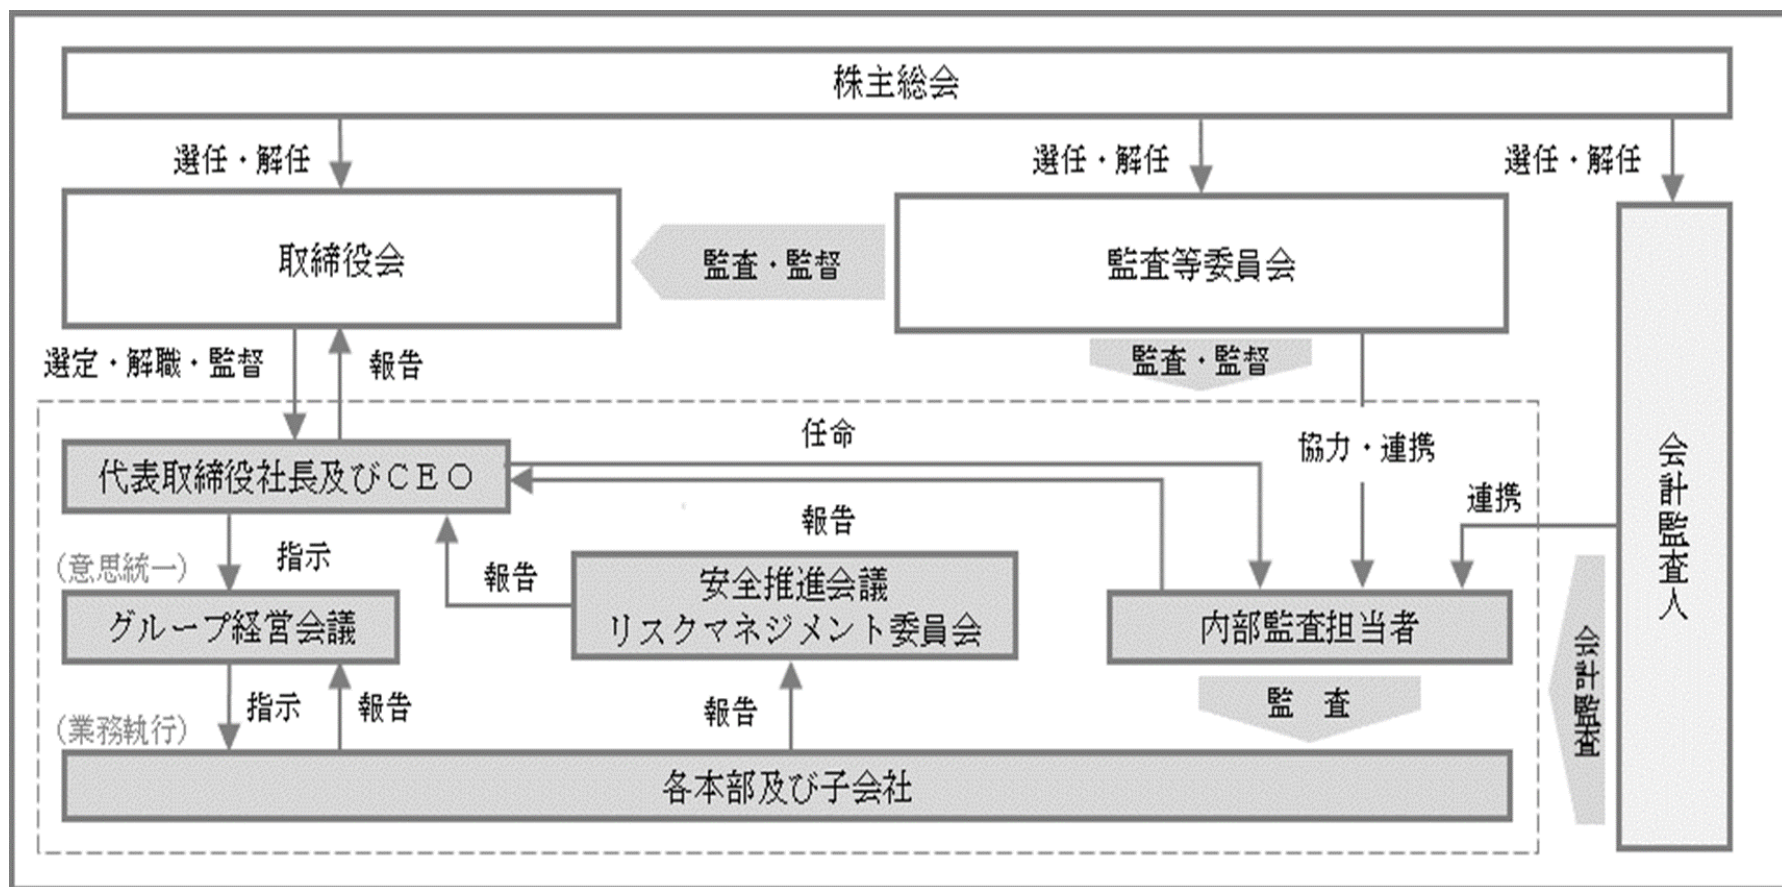 株主総会
選任・解任
選任・解任
選任・解任
取締役会
監査・監督
監査等委員会
選定・解職・監督
報告
監査・監督
任命
協力・連携
代表取締役社長及びＣＥＯ
連携
報告
会計監査人
指示
(意思統一)
報告
安全推進会議
リスクマネジメント委員会
グループ経営会議
内部監査担当者
会計監査
指示
報告
報告
監　査
(業務執行)
各本部及び子会社